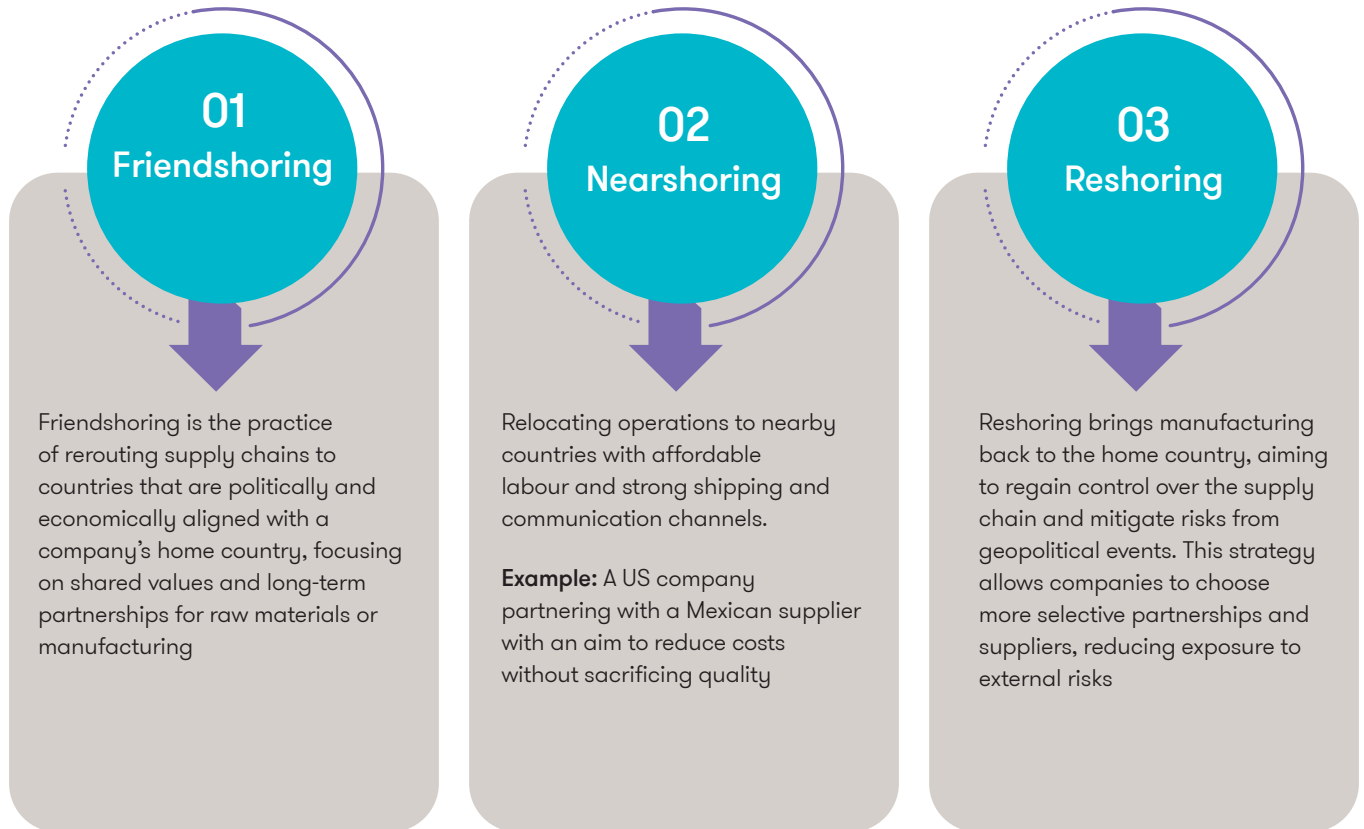 01
Friendshoring
Friendshoring is the practice
of rerouting supply chains to
countries that are politically and
economically aligned with a
company’s home country, focusing
on shared values and long-term
partnerships for raw materials or
manufacturing
02
Nearshoring
Relocating operations to nearby
countries with affordable
labour and strong shipping and
communication channels.
Example: A US company
partnering with a Mexican supplier
with an aim to reduce costs
without sacrificing quality
03
Reshoring
Reshoring brings manufacturing
back to the home country, aiming
to regain control over the supply
chain and mitigate risks from
geopolitical events. This strategy
allows companies to choose
more selective partnerships and
suppliers, reducing exposure to
external risks